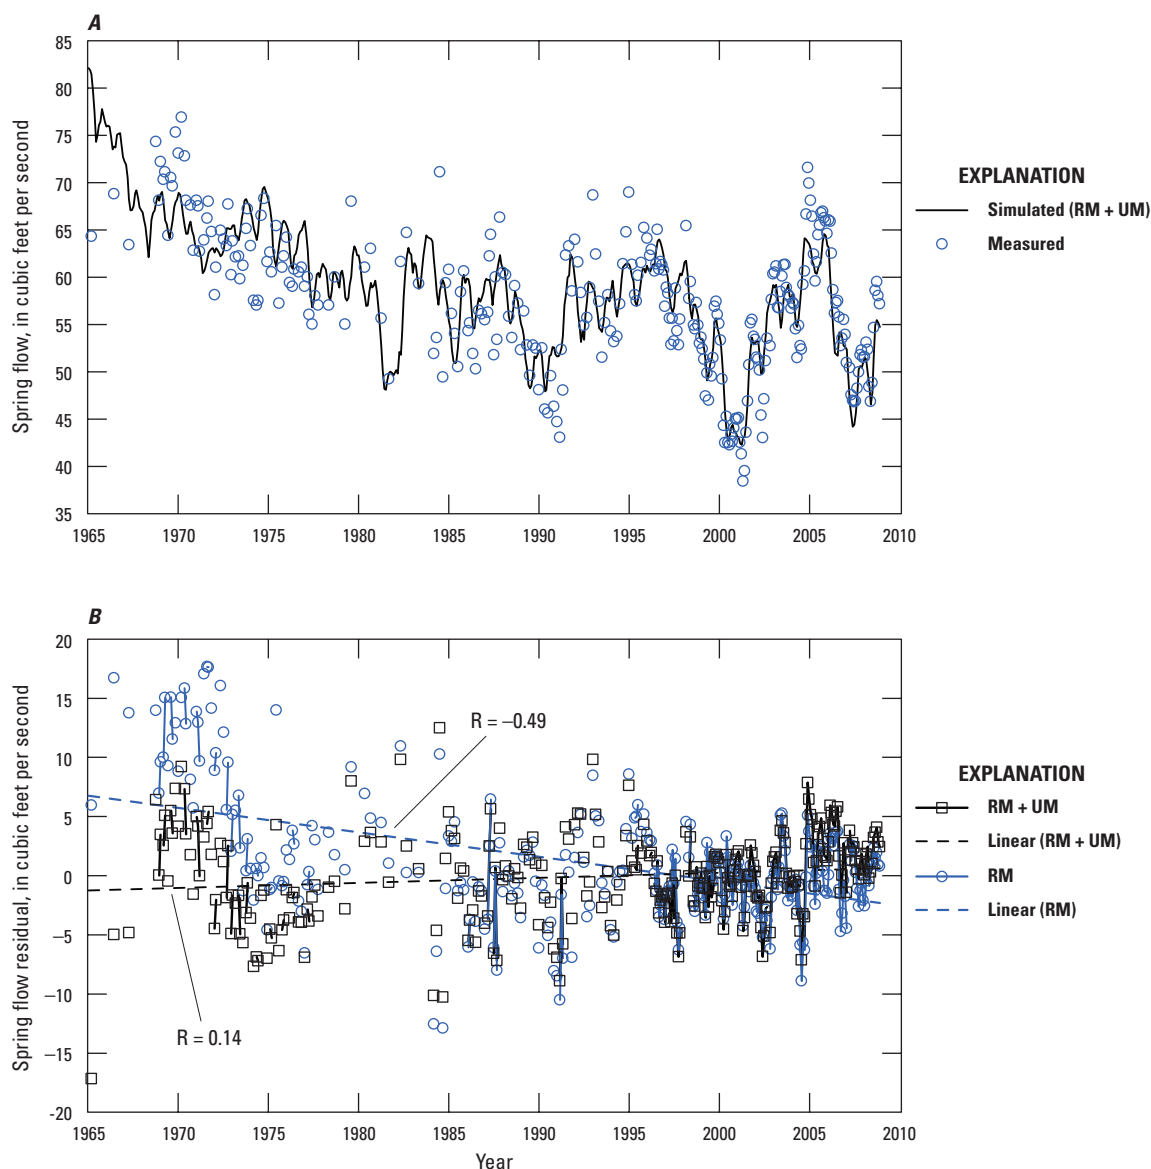 A
Spring flow, in cubic feet per second
85
80
75
70
65
60
55
50
45
40
35
1965 1970 1975 1980 1985 1990 1995 2000 2005 2010
EXPLANATION
Simulated (RM + UM)
Measured
B
Spring flow residual, in cubic feet per second
20
15
10
5
0
−5
−10
−15
-20
R = −0.49
R = 0.14
1965 1970 1975 1980 1985 1990 1995 2000 2005 2010
Year
EXPLANATION
RM + UM
Linear (RM + UM)
RM
Linear (RM)